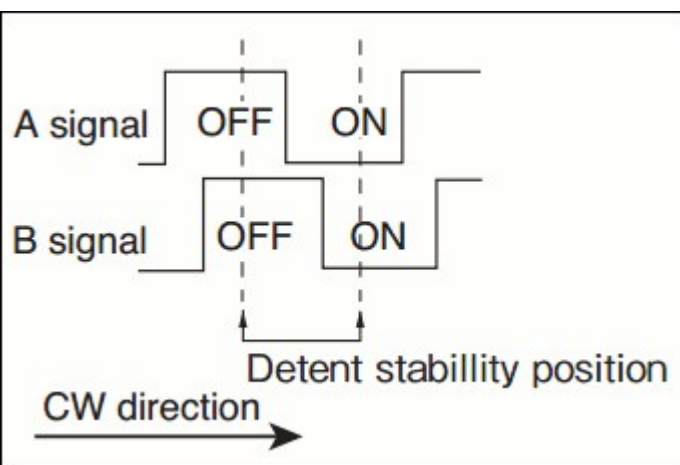 A signal OFF ON
B signal OFF ON
Detent stabillity position
CW direction